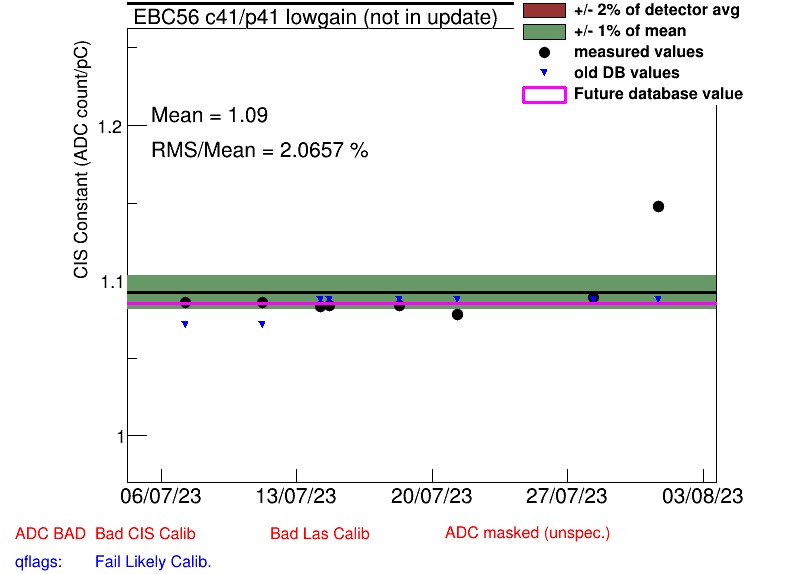 EBC56 c41/p41 lowgain (not in update)
+/- 2% of detector avg
+/- 1% of mean
measured values
old DB values
Future database value
Mean = 1.09
RMS/Mean = 2.0657 %
CIS Constant (ADC count/pC)
1.2
1.1
1
06/07/23 13/07/23 20/07/23 27/07/23 03/08/23
ADC BAD Bad CIS Calib Bad Las Calib ADC masked (unspec.)
qflags: Fail Likely Calib.